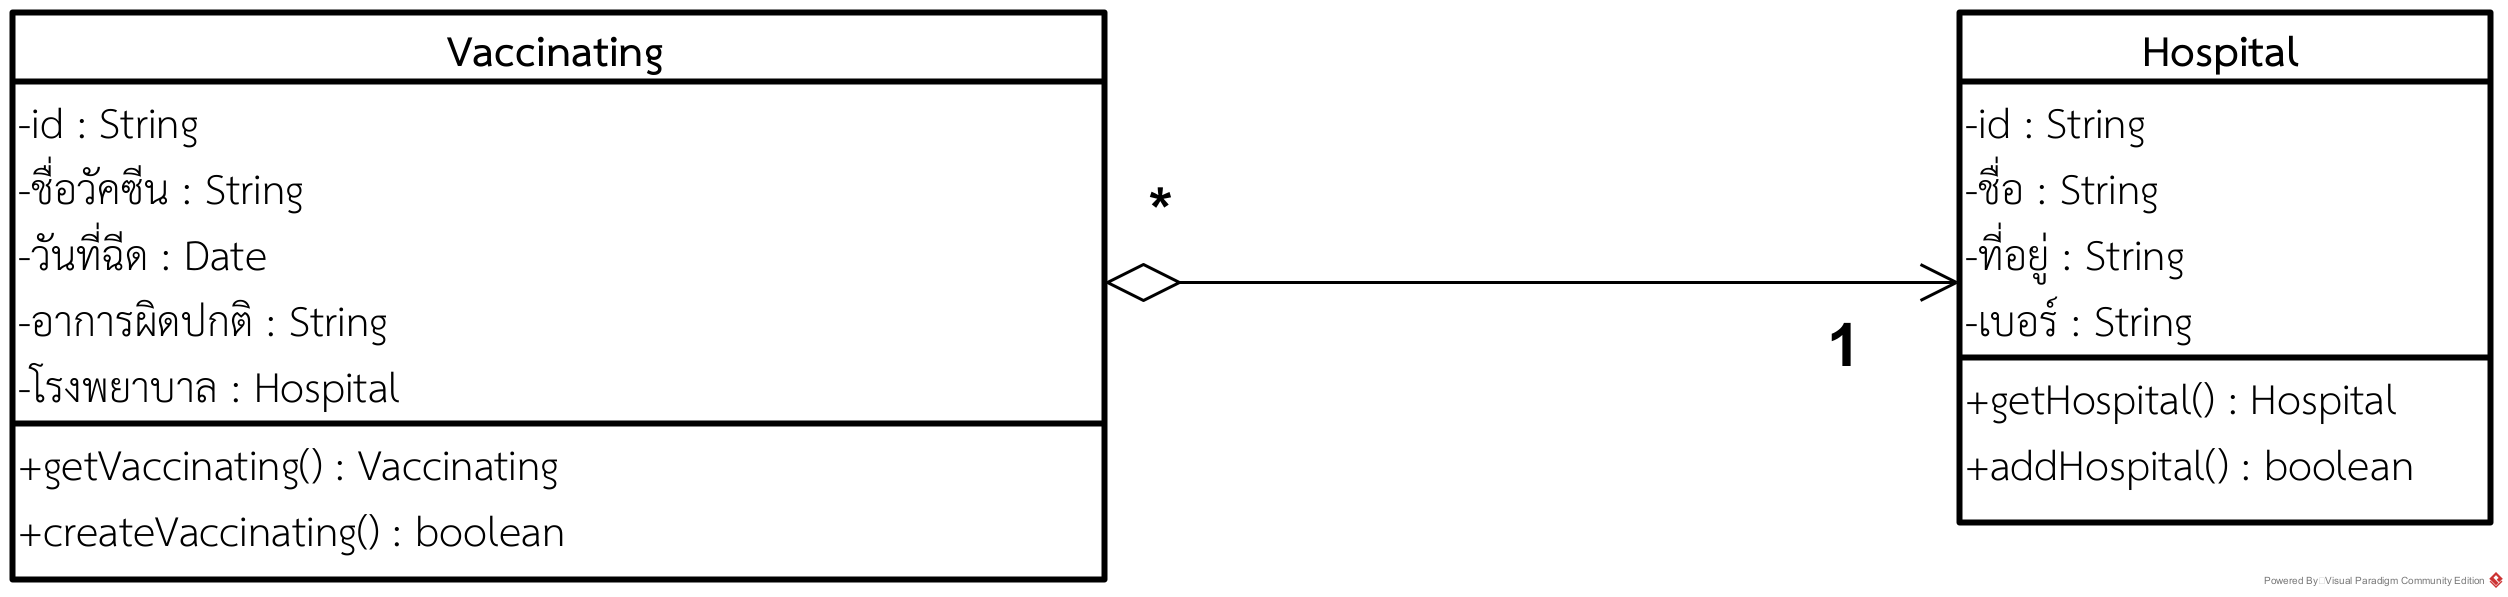 Vaccinating
-id : String
-ชื่อวัคซีน : String
-วันที่ฉีด : Date
-อาการผิดปกติ : String
-โรงพยาบาล : Hospital
+getVaccinating() : Vaccinating
+createVaccinating() : boolean
*
1
Hospital
-id : String
-ชื่อ : String
-ที่อยู่ : String
-เบอร์ : String
+getHospital() : Hospital
+addHospital() : boolean
Powered By Visual Paradigm Community Edition